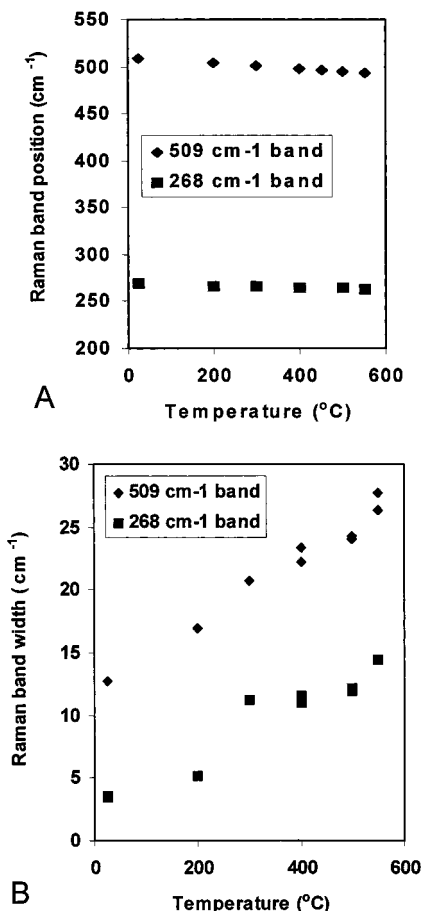 550
500
450
400
350
300
250
200
Raman band position (cm -1)
509 cm-1 band
268 cm-1 band
0 200 400 600
Temperature (oC)
A
30
25
20
15
10
5
0
Raman band width ( cm -1)
509 cm-1 band
268 cm-1 band
0 200 400 600
Temperature (oC)
B